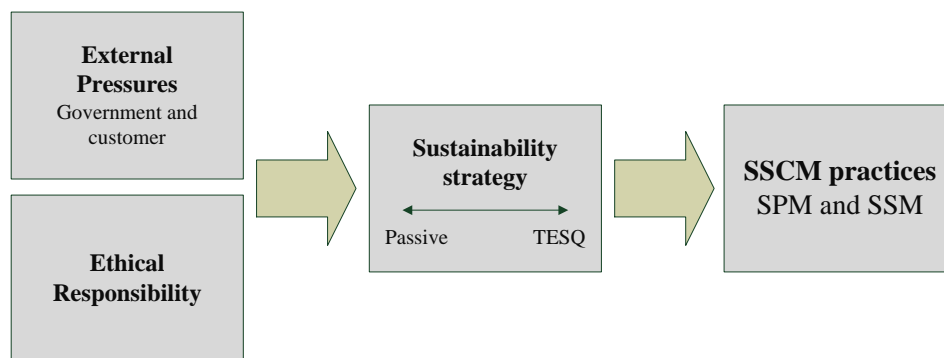 External
Pressures
Government and
customer
Ethical
Responsibility
Sustainability
strategy
Passive
TESQ
SSCM practices
SPM and SSM